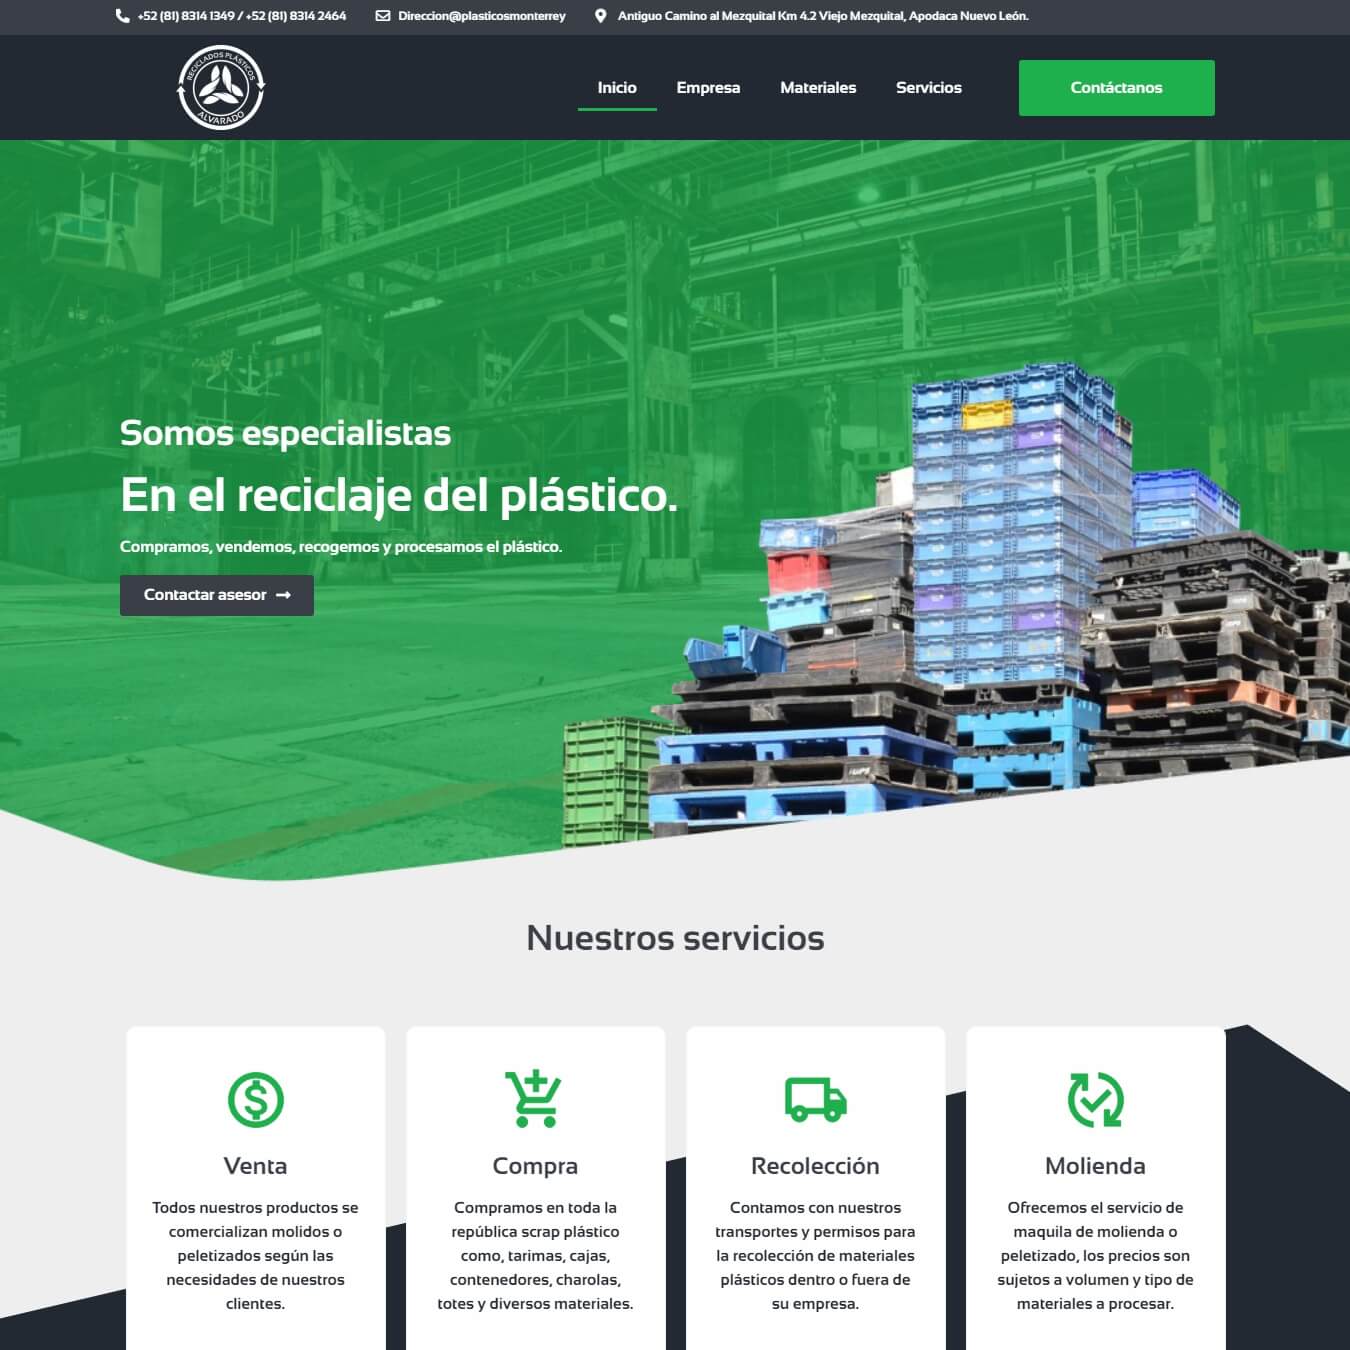 +52 (81) 8314 1349 / +52 (81) 8314 2464
Direccion@plasticosmonterrey
Antiguo Camino al Mezquital Km 4.2 Viejo Mezquital, Apodaca Nuevo León.
RECICLADOS PLASTICOS
ALVARADO
Inicio
Empresa
Materiales
Servicios
Contáctanos
Somos especialistas
En el reciclaje del plástico.
Compramos, vendemos, recogemos y procesamos el plástico.
Contactar asesor
Nuestros servicios
Venta
Todos nuestros productos se
comercializan molidos o
peletizados según las
necesidades de nuestros
clientes.
Compra
Compramos en toda la
república scrap plástico
como, tarimas, cajas,
contenedores, charolas,
totes y diversos materiales.
Recolección
Contamos con nuestros
transportes y permisos para
la recolección de materiales
plásticos dentro o fuera de
su empresa.
Molienda
Ofrecemos el servicio de
maquila de molienda o
peletizado, los precios son
sujetos a volumen y tipo de
materiales a procesar.